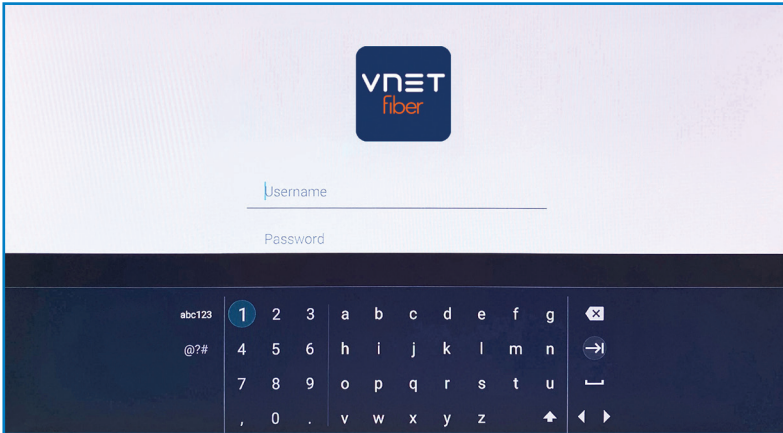 VNET
fiber
Username
Password
abc123 1 2 3 a b c d e f g
@?# 4 5 6 h i j k l m n
7 8 9 o p q r s t u
, 0 . v w x y z